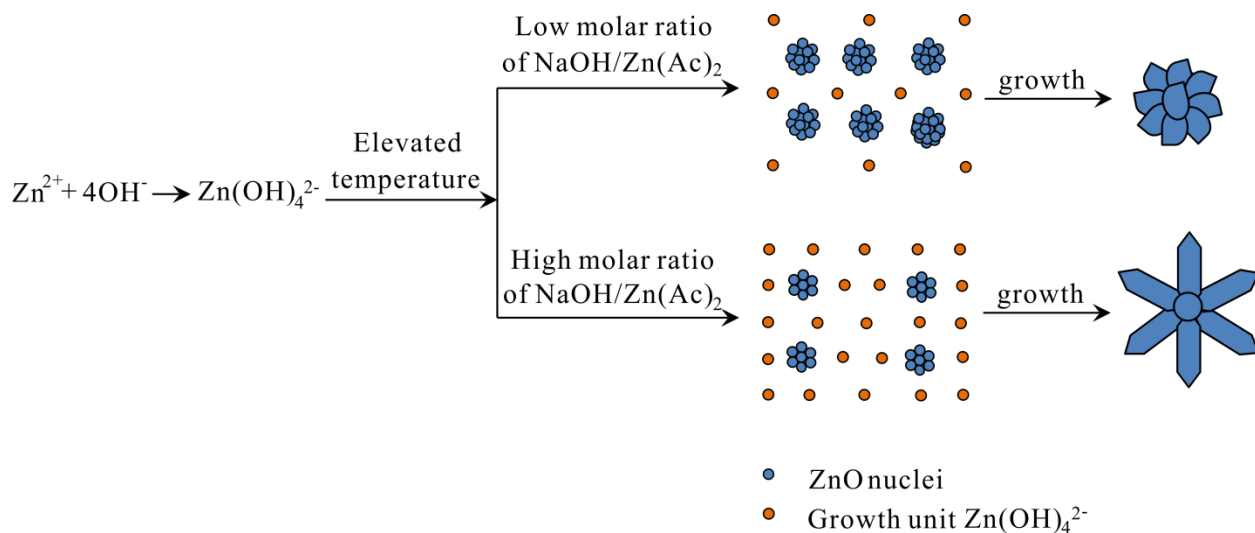 Low molar ratio
of NaOH/Zn(Ac)₂
growth
Zn²⁺+ 4OH⁻ → Zn(OH)₄²⁻
Elevated
temperature
High molar ratio
of NaOH/Zn(Ac)₂
growth
ZnO nuclei
Growth unit Zn(OH)₄²⁻